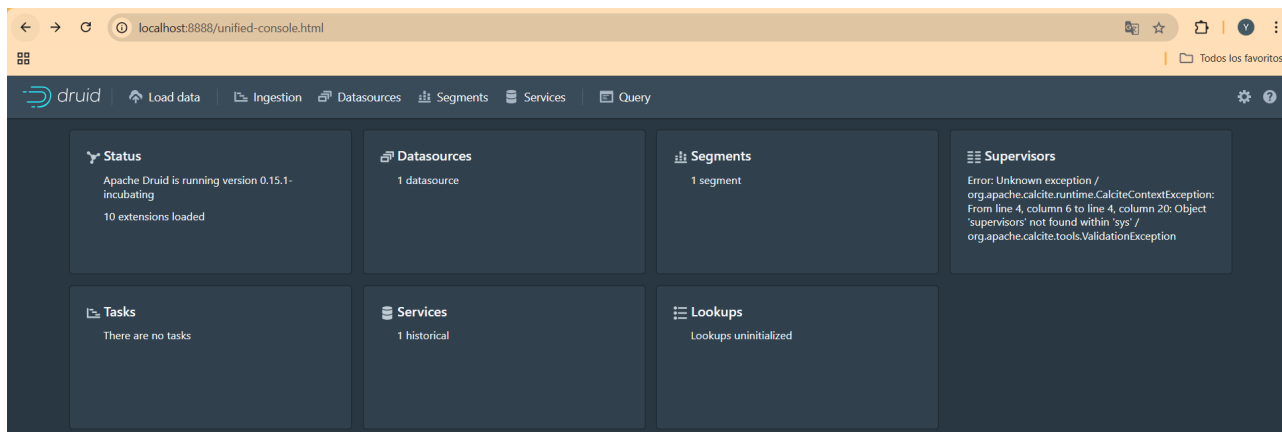 localhost:8888/unified-console.html
Y
Todos los favoritos
druid
Load data
Ingestion
Datasources
Segments
Services
Query
Status
Apache Druid is running version 0.15.1-
incubating
10 extensions loaded
Datasources
1 datasource
Segments
1 segment
Supervisors
Error: Unknown exception /
org.apache.calcite.runtime.CalciteContextException:
From line 4, column 6 to line 4, column 20: Object
'supervisors' not found within 'sys' /
org.apache.calcite.tools.ValidationException
Tasks
There are no tasks
Services
1 historical
Lookups
Lookups uninitialized